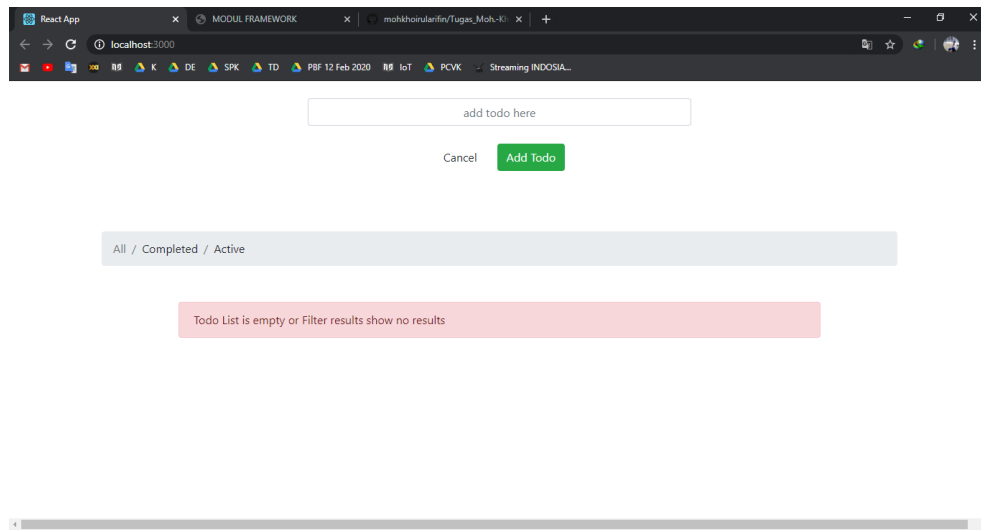 React App
MODUL FRAMEWORK
mohkhoirularifin/Tugas_Moh.-Kh
localhost:3000
K
DE
SPK
TD
PBF 12 Feb 2020
IoT
PCVK
Streaming INDOSIA...
add todo here
Cancel Add Todo
All / Completed / Active
Todo List is empty or Filter results show no results